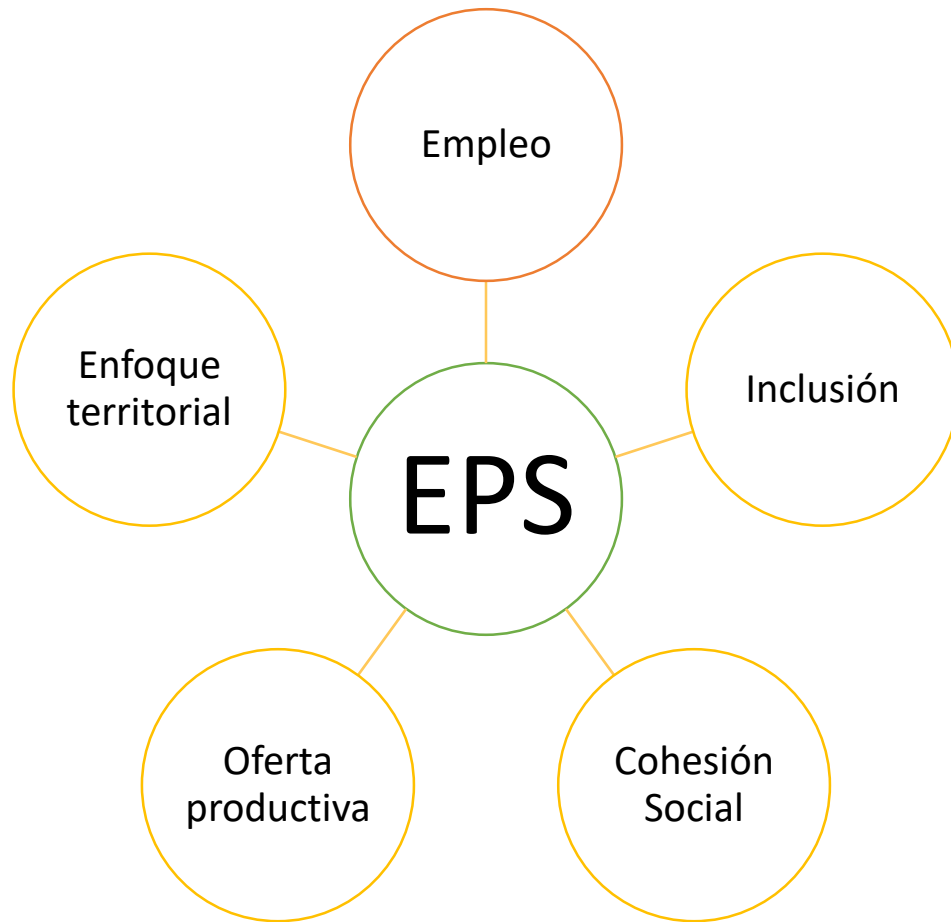 Empleo
Enfoque
territorial
Inclusión
EPS
Oferta
productiva
Cohesión
Social